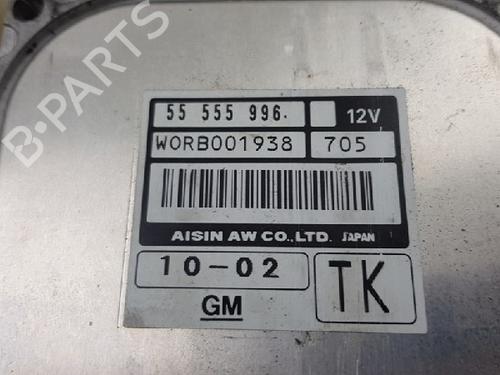 55 555 996. 12V
WORB001938 705
AISIN AW CO.,LTD. JAPAN
10-02
GM
TK
B-PARTS